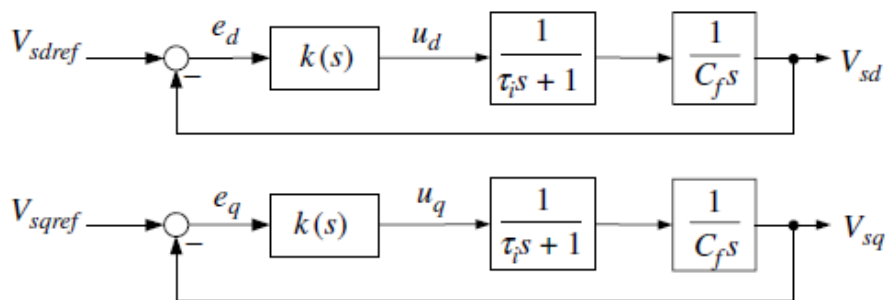 V_sdref
e_d
k(s)
u_d
1
τ_i s + 1
1
C_f s
V_sd
−
V_sqref
e_q
k(s)
u_q
1
τ_i s + 1
1
C_f s
V_sq
−